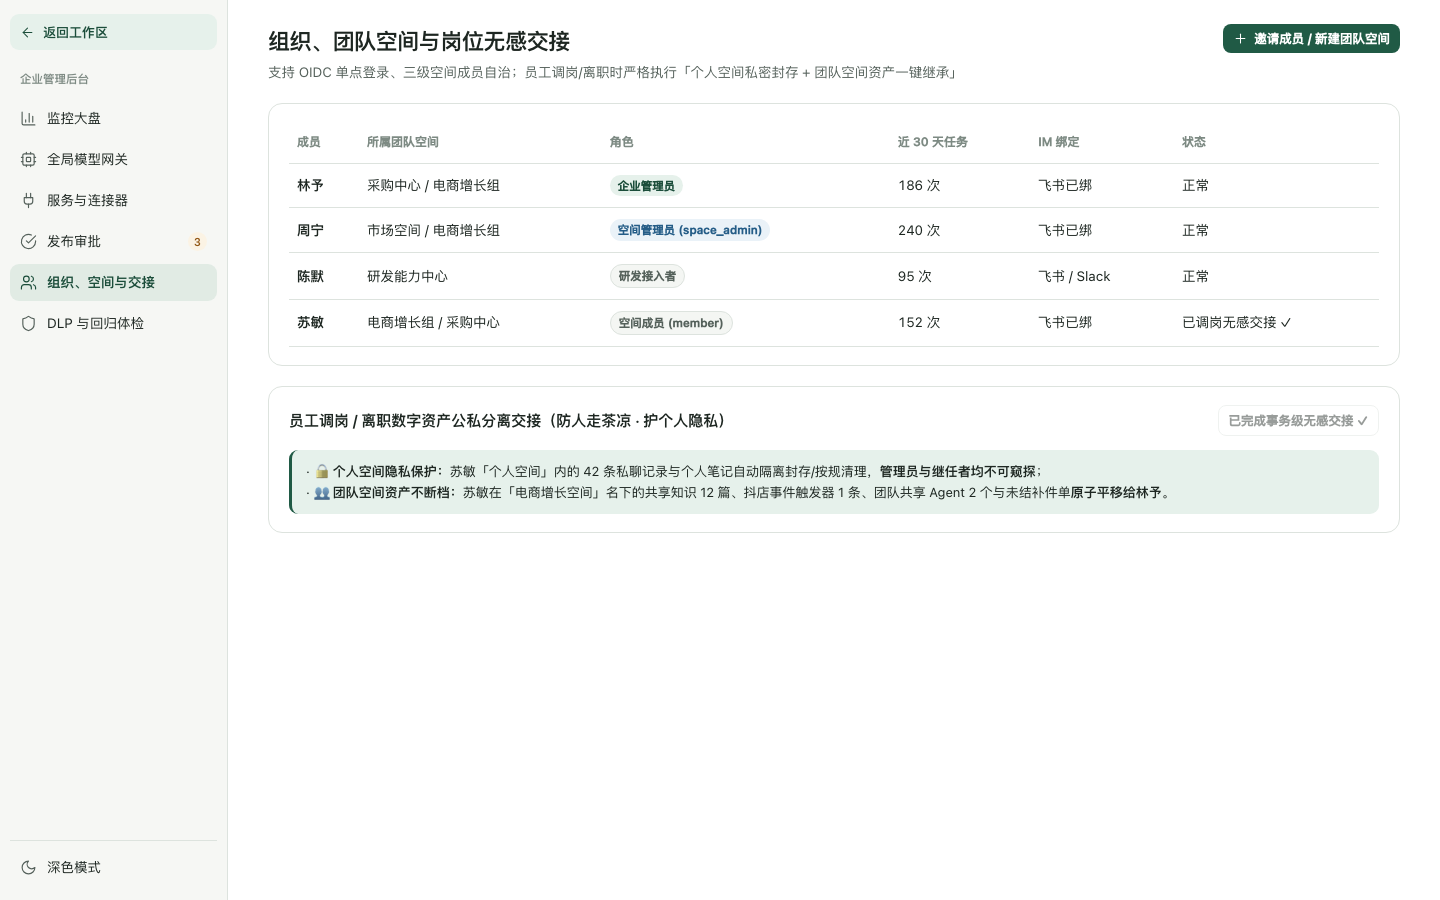 返回工作区
企业管理后台
监控大盘
全局模型网关
服务与连接器
发布审批 3
组织、空间与交接
DLP 与回归体检
深色模式
组织、团队空间与岗位无感交接
邀请成员 / 新建团队空间
支持 OIDC 单点登录、三级空间成员自治；员工调岗/离职时严格执行「个人空间私密封存 + 团队空间资产一键继承」
成员 所属团队空间 角色 近 30 天任务 IM 绑定 状态
林予 采购中心 / 电商增长组 企业管理员 186 次 飞书已绑 正常
周宁 市场空间 / 电商增长组 空间管理员 (space_admin) 240 次 飞书已绑 正常
陈默 研发能力中心 研发接入者 95 次 飞书 / Slack 正常
苏敏 电商增长组 / 采购中心 空间成员 (member) 152 次 飞书已绑 已调岗无感交接 ✓
员工调岗 / 离职数字资产公私分离交接（防人走茶凉 · 护个人隐私）
已完成事务级无感交接 ✓
· 🔒 个人空间隐私保护：苏敏「个人空间」内的 42 条私聊记录与个人笔记自动隔离封存/按规清理，管理员与继任者均不可窥探；
· 👥 团队空间资产不断档：苏敏在「电商增长空间」名下的共享知识 12 篇、抖店事件触发器 1 条、团队共享 Agent 2 个与未结补件单原子平移给林予。